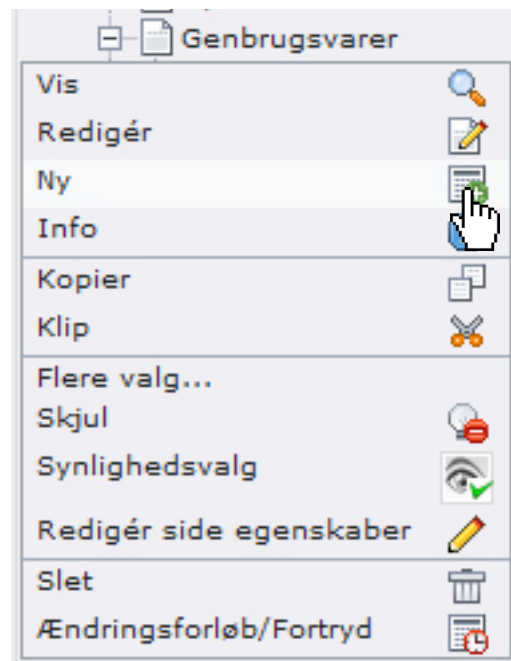 Genbrugsvarer
Vis
Redigér
Ny
Info
Kopier
Klip
Flere valg...
Skjul
Synlighedsvalg
Redigér side egenskaber
Slet
Ændringsforløb/Fortryd